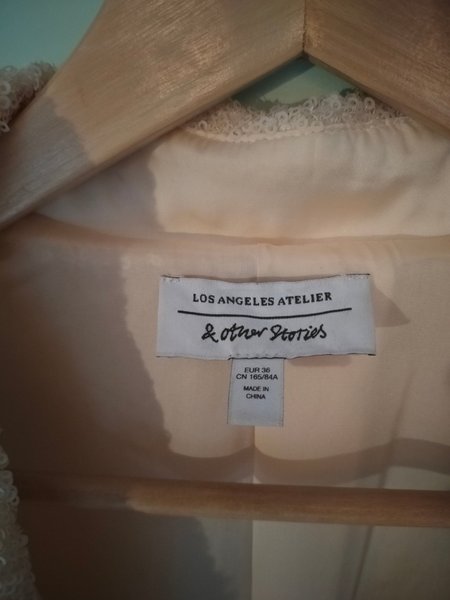 LOS ANGELES ATELIER
& other Stories
EUR 36
CN 165/84A
MADE IN
CHINA